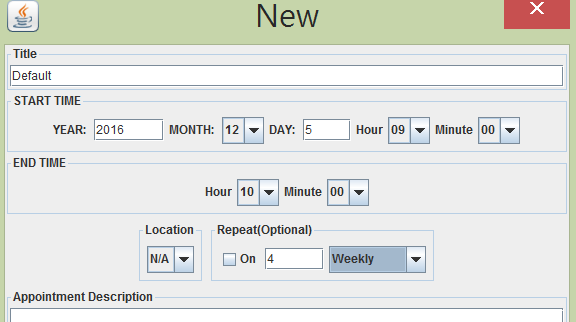 New
Title
Default
START TIME
YEAR: 2016 MONTH: 12 DAY: 5 Hour 09 Minute 00
END TIME
Hour 10 Minute 00
Location Repeat(Optional)
N/A On 4 Weekly
Appointment Description